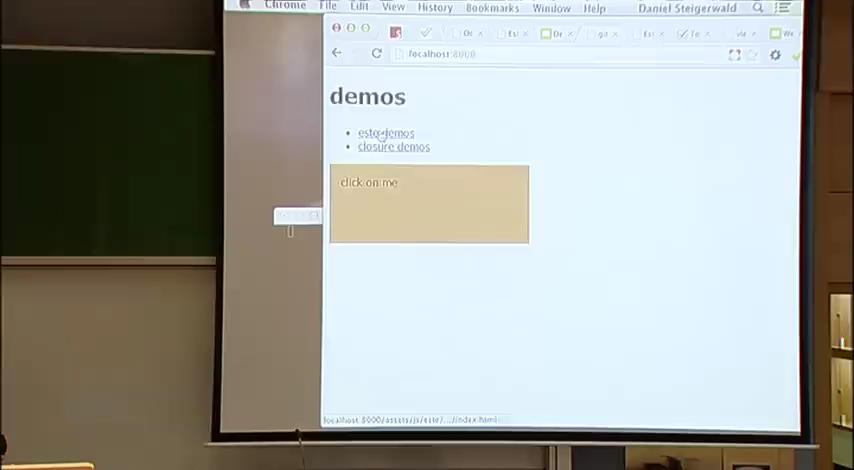 Chrome File Edit View History Bookmarks Window Help Daniel Steigerwald
localhost:8000
demos
este demos
closure demos
click on me
localhost:8000/assets/js/este/.../index.html